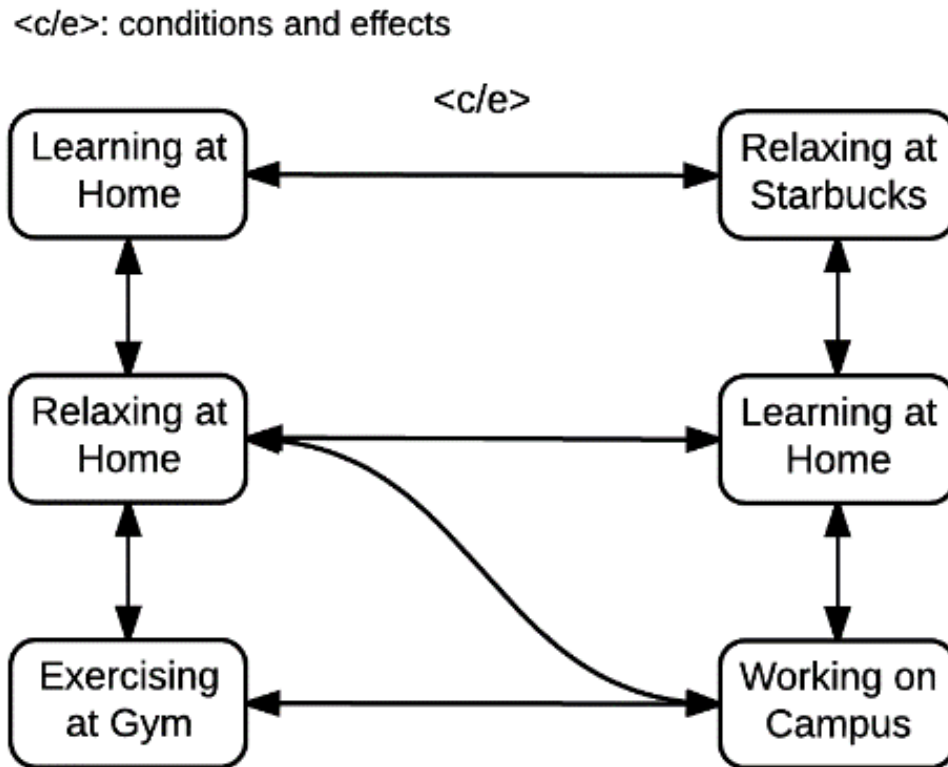 <c/e>: conditions and effects
<c/e>
Learning at
Home
Relaxing at
Starbucks
Relaxing at
Home
Learning at
Home
Exercising
at Gym
Working on
Campus